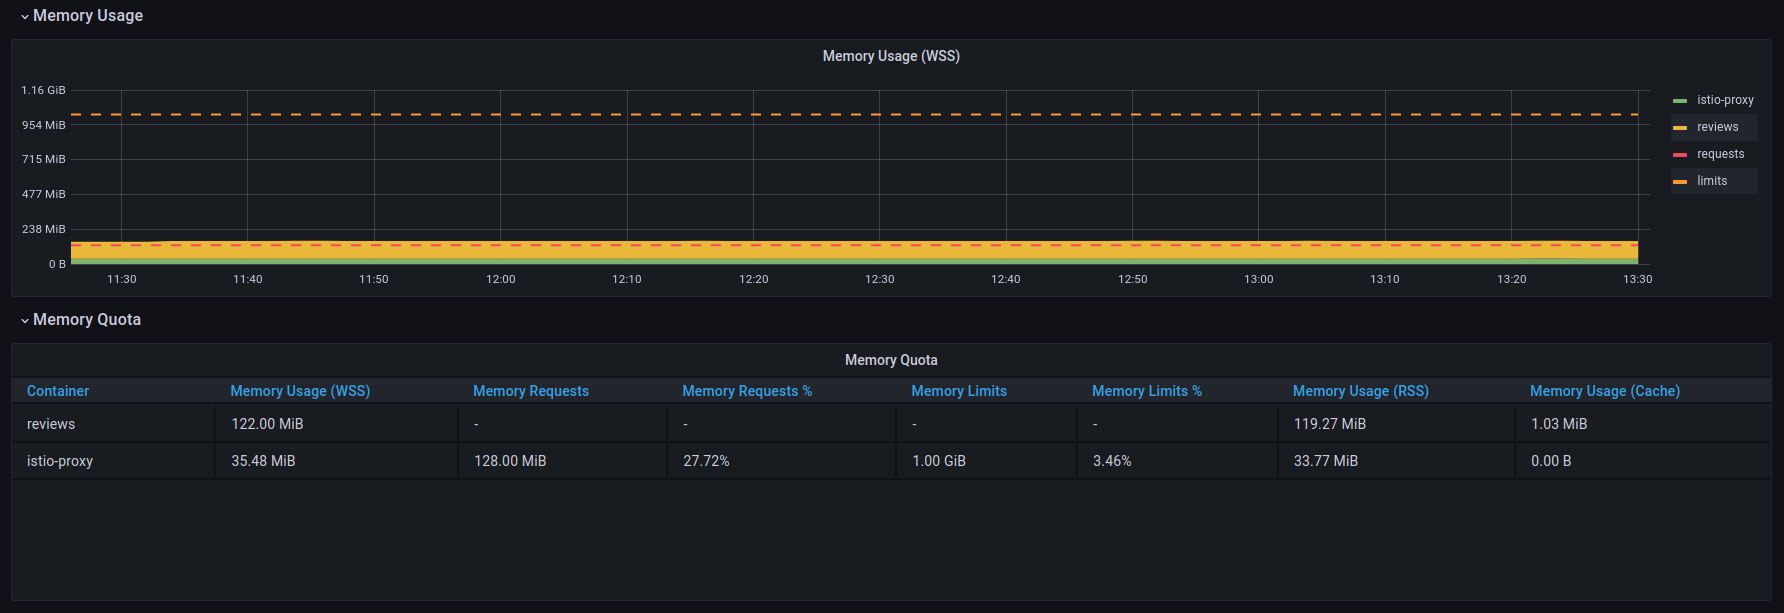 Memory Usage
Memory Usage (WSS)
1.16 GiB
954 MiB
715 MiB
477 MiB
238 MiB
0 B
11:30 11:40 11:50 12:00 12:10 12:20 12:30 12:40 12:50 13:00 13:10 13:20 13:30
istio-proxy
reviews
requests
limits
Memory Quota
Memory Quota
Container Memory Usage (WSS) Memory Requests Memory Requests % Memory Limits Memory Limits % Memory Usage (RSS) Memory Usage (Cache)
reviews 122.00 MiB - - - - 119.27 MiB 1.03 MiB
istio-proxy 35.48 MiB 128.00 MiB 27.72% 1.00 GiB 3.46% 33.77 MiB 0.00 B